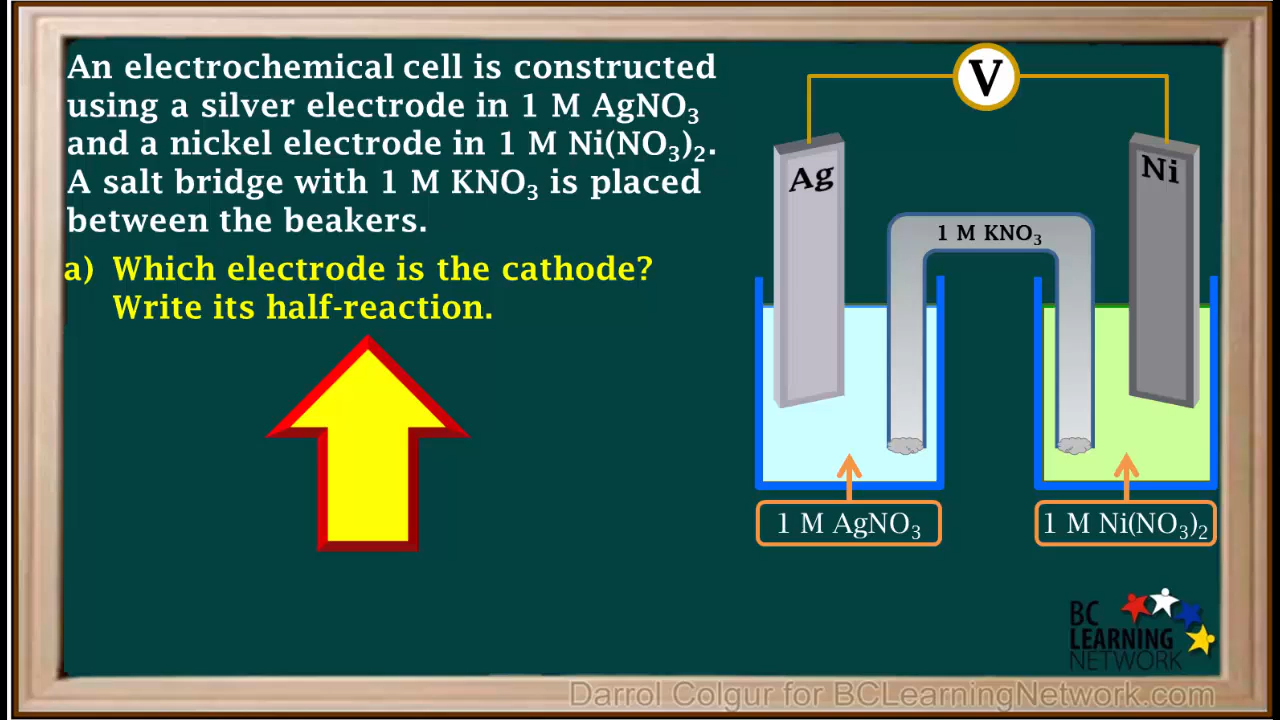 An electrochemical cell is constructed
using a silver electrode in 1 M AgNO₃
and a nickel electrode in 1 M Ni(NO₃)₂.
A salt bridge with 1 M KNO₃ is placed
between the beakers.
a) Which electrode is the cathode?
Write its half-reaction.
V
Ag
Ni
1 M KNO₃
1 M AgNO₃
1 M Ni(NO₃)₂
BC
LEARNING
NETWORK
Darrol Colgur for BCLearningNetwork.com